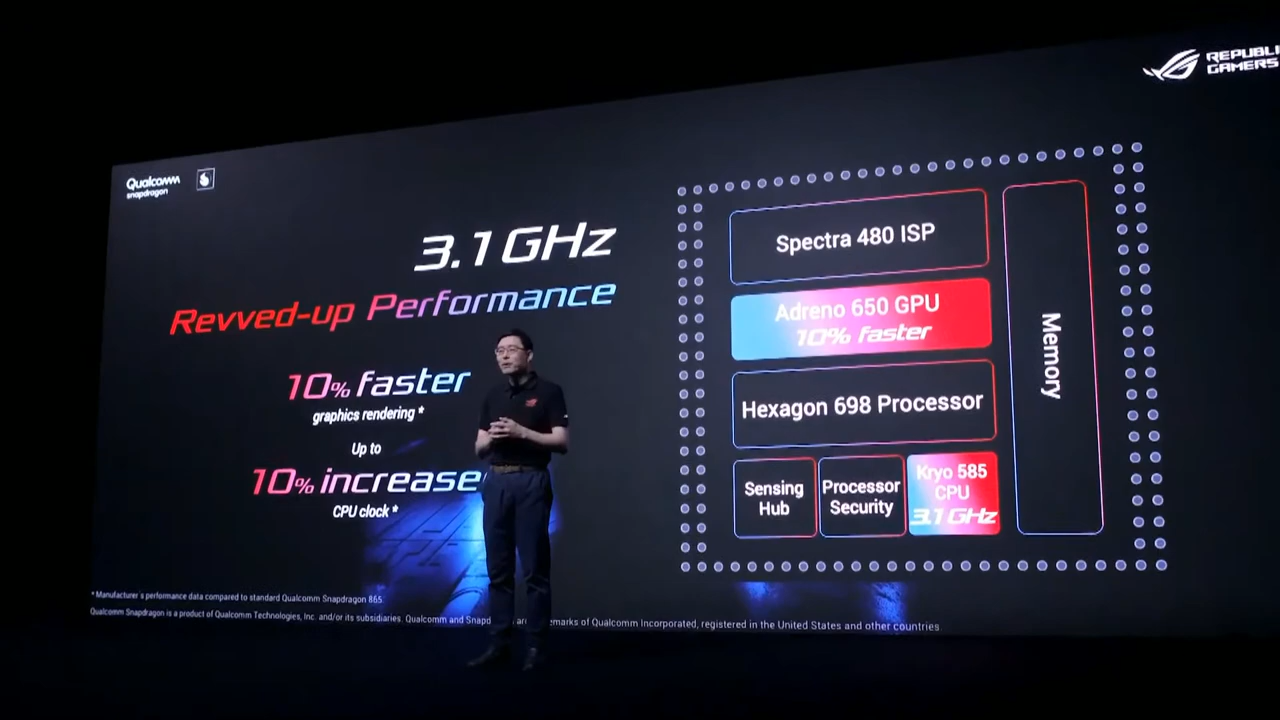 REPUBLI
GAMERS
Qualcomm
snapdragon
3.1 GHz
Revved-up Performance
10% faster
graphics rendering *
Up to
10% increase
CPU clock *
Spectra 480 ISP
Adreno 650 GPU
10% faster
Hexagon 698 Processor
Sensing
Hub
Processor
Security
Kryo 585
CPU
3.1 GHz
Memory
* Manufacturer's performance data compared to standard Qualcomm Snapdragon 865.
Qualcomm Snapdragon is a product of Qualcomm Technologies, Inc. and/or its subsidiaries. Qualcomm and Snapd ar emarks of Qualcomm Incorporated, registered in the United States and other countries.